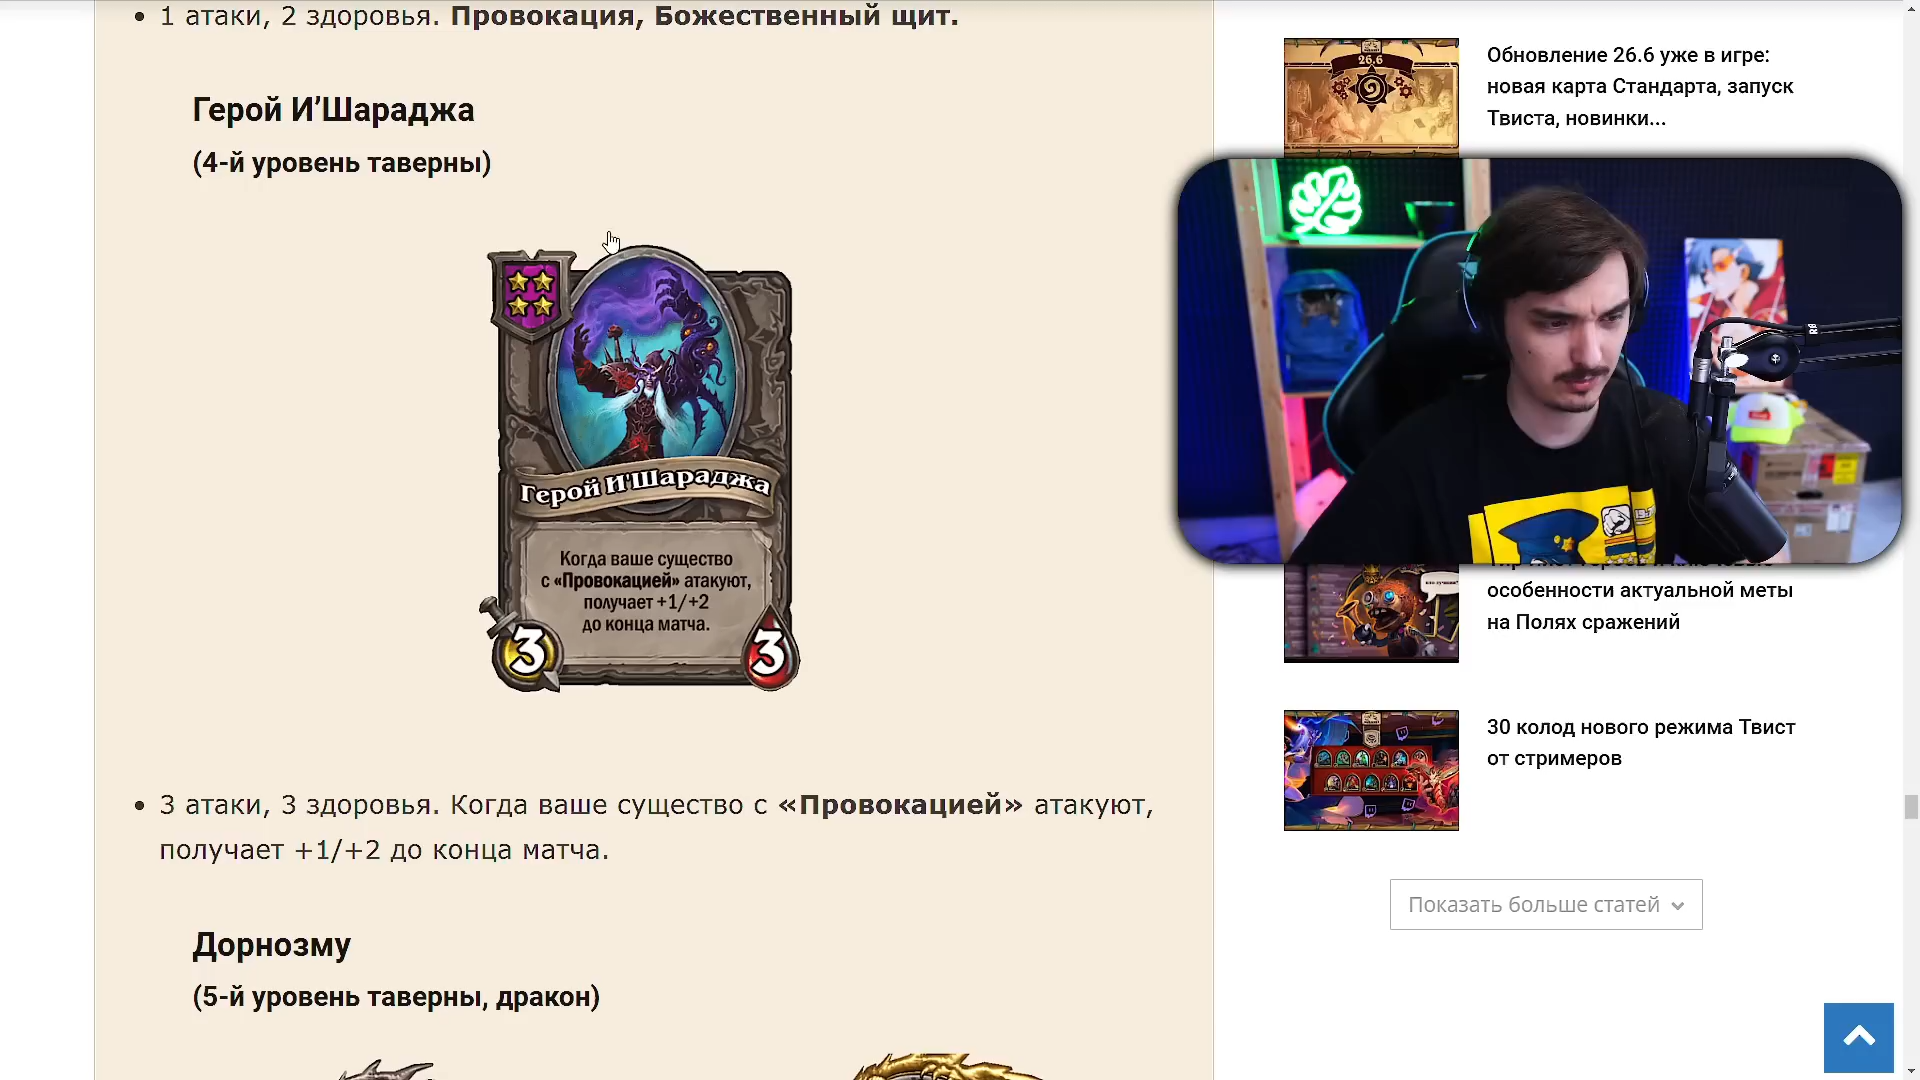 1 атаки, 2 здоровья. Провокация, Божественный щит.
Герой И’Шараджа
(4-й уровень таверны)
Герой И'Шараджа
Когда ваше существо
с «Провокацией» атакуют,
получает +1/+2
до конца матча.
3
3
3 атаки, 3 здоровья. Когда ваше существо с «Провокацией» атакуют,
получает +1/+2 до конца матча.
Дорнозму
(5-й уровень таверны, дракон)
26.6
Обновление 26.6 уже в игре:
новая карта Стандарта, запуск
Твиста, новинки...
особенности актуальной меты
на Полях сражений
30 колод нового режима Твист
от стримеров
Показать больше статей